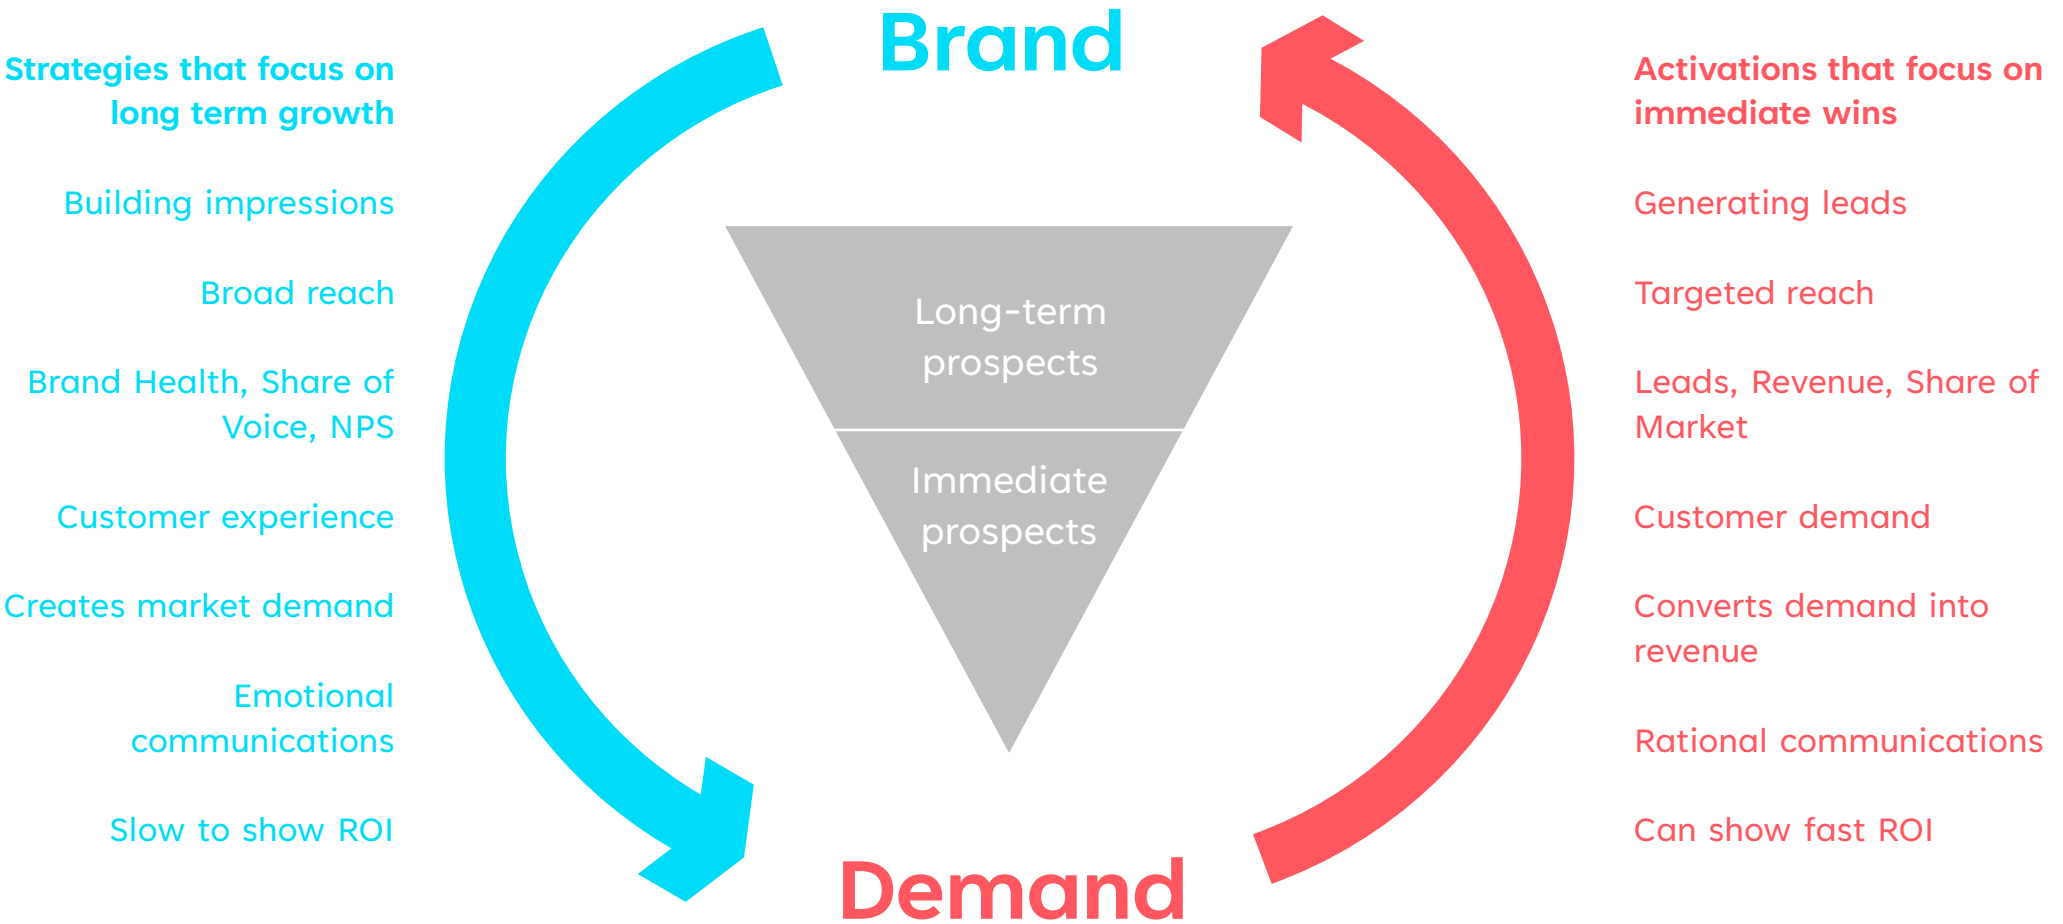 Brand
Strategies that focus on
long term growth
Building impressions
Broad reach
Brand Health, Share of
Voice, NPS
Customer experience
Creates market demand
Emotional
communications
Slow to show ROI
Long-term
prospects
Immediate
prospects
Activations that focus on
immediate wins
Generating leads
Targeted reach
Leads, Revenue, Share of
Market
Customer demand
Converts demand into
revenue
Rational communications
Can show fast ROI
Demand